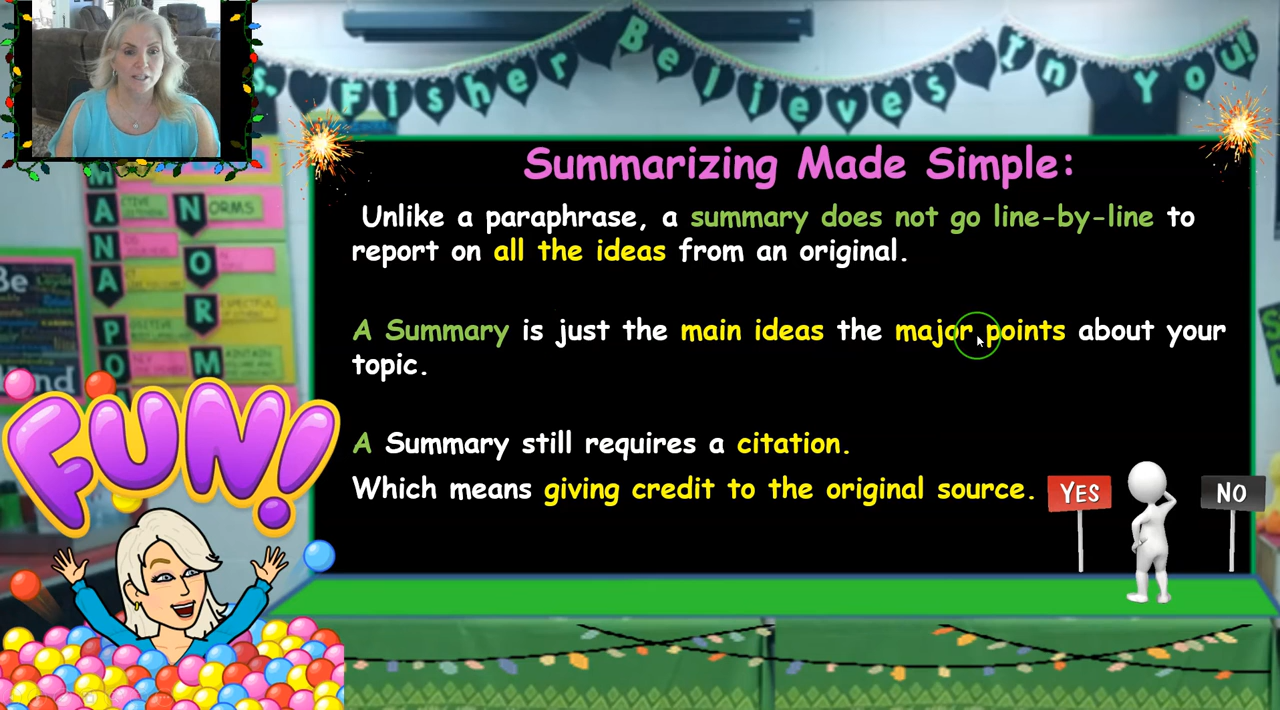 s. Fisher Believes In You!
Summarizing Made Simple:
Unlike a paraphrase, a summary does not go line-by-line to
report on all the ideas from an original.
A Summary is just the main ideas the major points about your
topic.
A Summary still requires a citation.
Which means giving credit to the original source.
YES
NO
FUN!
M
A
N
A
P
O
NORMS
O
R
M
Be